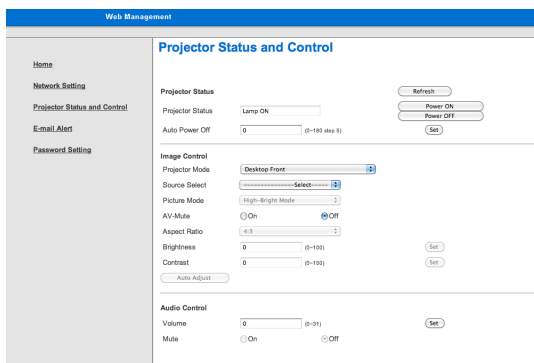 Web Management
Projector Status and Control
Home
Network Setting
Projector Status and Control
E-mail Alert
Password Setting
Projector Status Refresh
Projector Status Lamp ON Power ON
Power OFF
Auto Power Off 0 (0~180 step 5) Set
Image Control
Projector Mode Desktop Front
Source Select ---------------Select----- 
Picture Mode High-Bright Mode
AV-Mute On Off
Aspect Ratio 4:3
Brightness 0 (0~100) Set
Contrast 0 (0~100) Set
Auto Adjust
Audio Control
Volume 0 (0~31) Set
Mute On Off